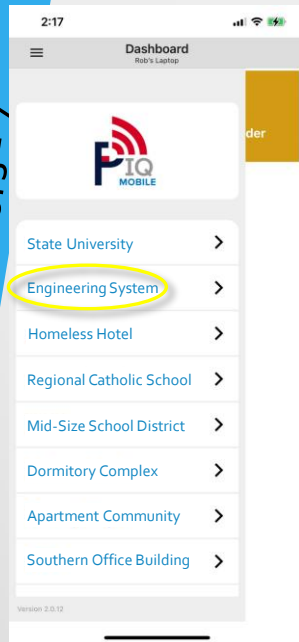 2:17
Dashboard
Rob's Laptop
der
PIQ
MOBILE
State University
Engineering System
Homeless Hotel
Regional Catholic School
Mid-Size School District
Dormitory Complex
Apartment Community
Southern Office Building
Version 2.0.12